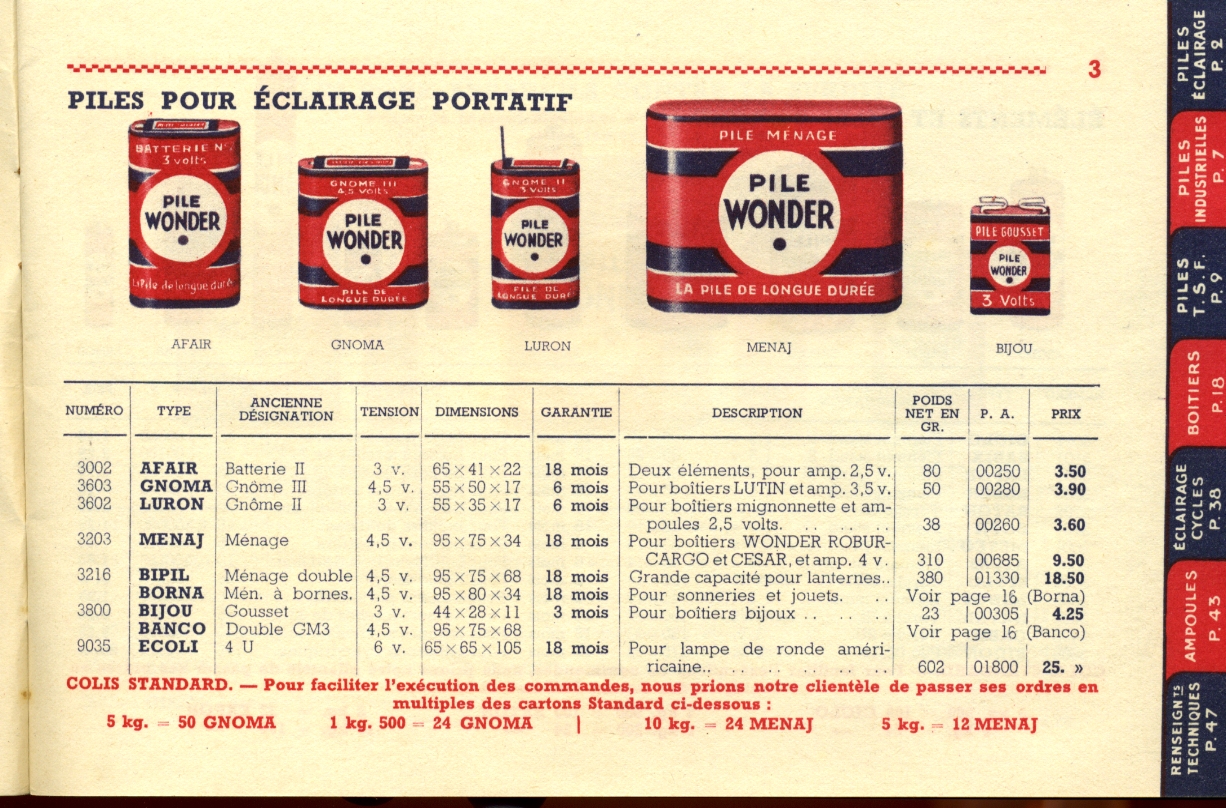 3
PILES POUR ÉCLAIRAGE PORTATIF
BATTERIE Nº
3 volts
PILE
WONDER
La Pile de longue durée
GNOME III
4,5 Volts
PILE
WONDER
PILE DE
LONGUE DURÉE
GNOME II
3 Volts
PILE
WONDER
PILE DE
LONGUE DURÉE
PILE MÉNAGE
PILE
WONDER
LA PILE DE LONGUE DURÉE
PILE GOUSSET
PILE
WONDER
3 Volts
AFAIR GNOMA LURON MENAJ BIJOU
NUMÉRO TYPE ANCIENNE DÉSIGNATION TENSION DIMENSIONS GARANTIE DESCRIPTION POIDS NET EN GR. P. A. PRIX
3002 AFAIR Batterie II 3 v. 65 × 41 × 22 18 mois Deux éléments, pour amp. 2,5 v. 80 00250 3.50
3603 GNOMA Gnôme III 4,5 v. 55 × 50 × 17 6 mois Pour boîtiers LUTIN et amp. 3,5 v. 50 00280 3.90
3602 LURON Gnôme II 3 v. 55 × 35 × 17 6 mois Pour boîtiers mignonnette et am-
poules 2,5 volts. . . . . . . 38 00260 3.60
3203 MENAJ Ménage 4,5 v. 95 × 75 × 34 18 mois Pour boîtiers WONDER ROBUR-
CARGO et CESAR, et amp. 4 v. 310 00685 9.50
3216 BIPIL Ménage double 4,5 v. 95 × 75 × 68 18 mois Grande capacité pour lanternes.. 380 01330 18.50
BORNA Mén. à bornes. 4,5 v. 95 × 80 × 34 18 mois Pour sonneries et jouets. . . Voir page 16 (Borna)
3800 BIJOU Gousset 3 v. 44 × 28 × 11 3 mois Pour boîtiers bijoux . . . . . . 23 00305 4.25
BANCO Double GM3 4,5 v. 95 × 75 × 68 Voir page 16 (Banco)
9035 ECOLI 4 U 6 v. 65 × 65 × 105 18 mois Pour lampe de ronde améri-
ricaine.. . . . . . . . . . . . 602 01800 25. »
COLIS STANDARD. — Pour faciliter l'exécution des commandes, nous prions notre clientèle de passer ses ordres en
multiples des cartons Standard ci-dessous :
5 kg. = 50 GNOMA 1 kg. 500 = 24 GNOMA | 10 kg. = 24 MENAJ 5 kg. = 12 MENAJ
PILES
ÉCLAIRAGE
P. 2
PILES
INDUSTRIELLES
P. 7
PILES
T.S.F.
P. 9
BOITIERS
P. 18
ÉCLAIRAGE
CYCLES
P. 38
AMPOULES
P. 43
RENSEIGNTS
TECHNIQUES
P. 47